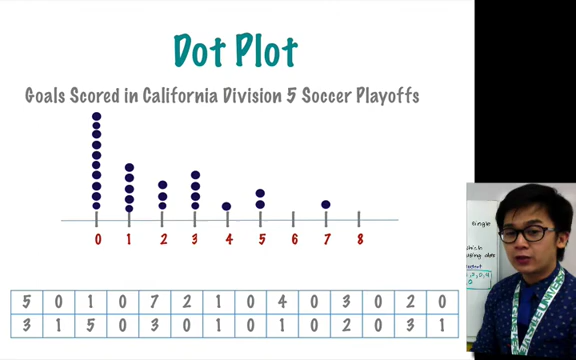 Dot Plot
Goals Scored in California Division 5 Soccer Playoffs
0 1 2 3 4 5 6 7 8
5 0 1 0 7 2 1 0 4 0 3 0 2 0
3 1 5 0 3 0 1 0 1 0 2 0 3 1
single
which